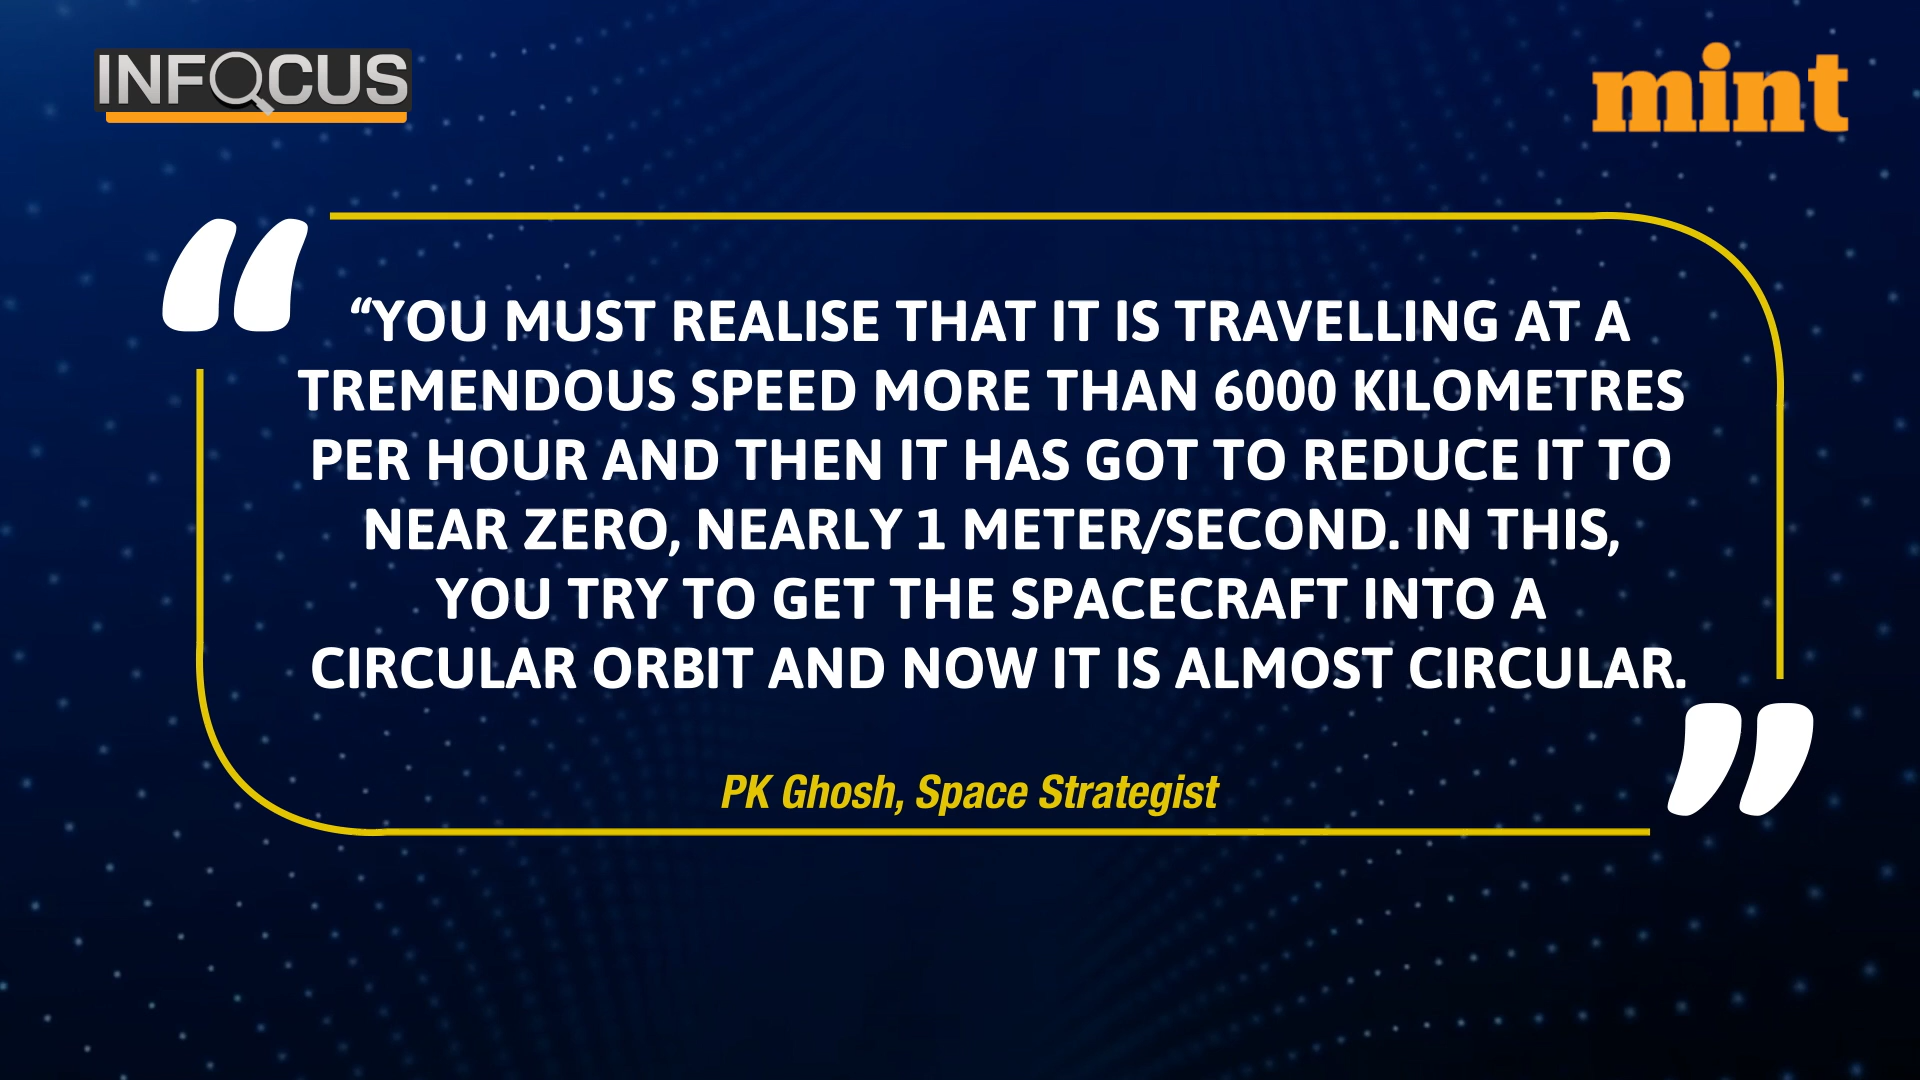 INFOCUS
mint
“YOU MUST REALISE THAT IT IS TRAVELLING AT A
TREMENDOUS SPEED MORE THAN 6000 KILOMETRES
PER HOUR AND THEN IT HAS GOT TO REDUCE IT TO
NEAR ZERO, NEARLY 1 METER/SECOND. IN THIS,
YOU TRY TO GET THE SPACECRAFT INTO A
CIRCULAR ORBIT AND NOW IT IS ALMOST CIRCULAR.
PK Ghosh, Space Strategist